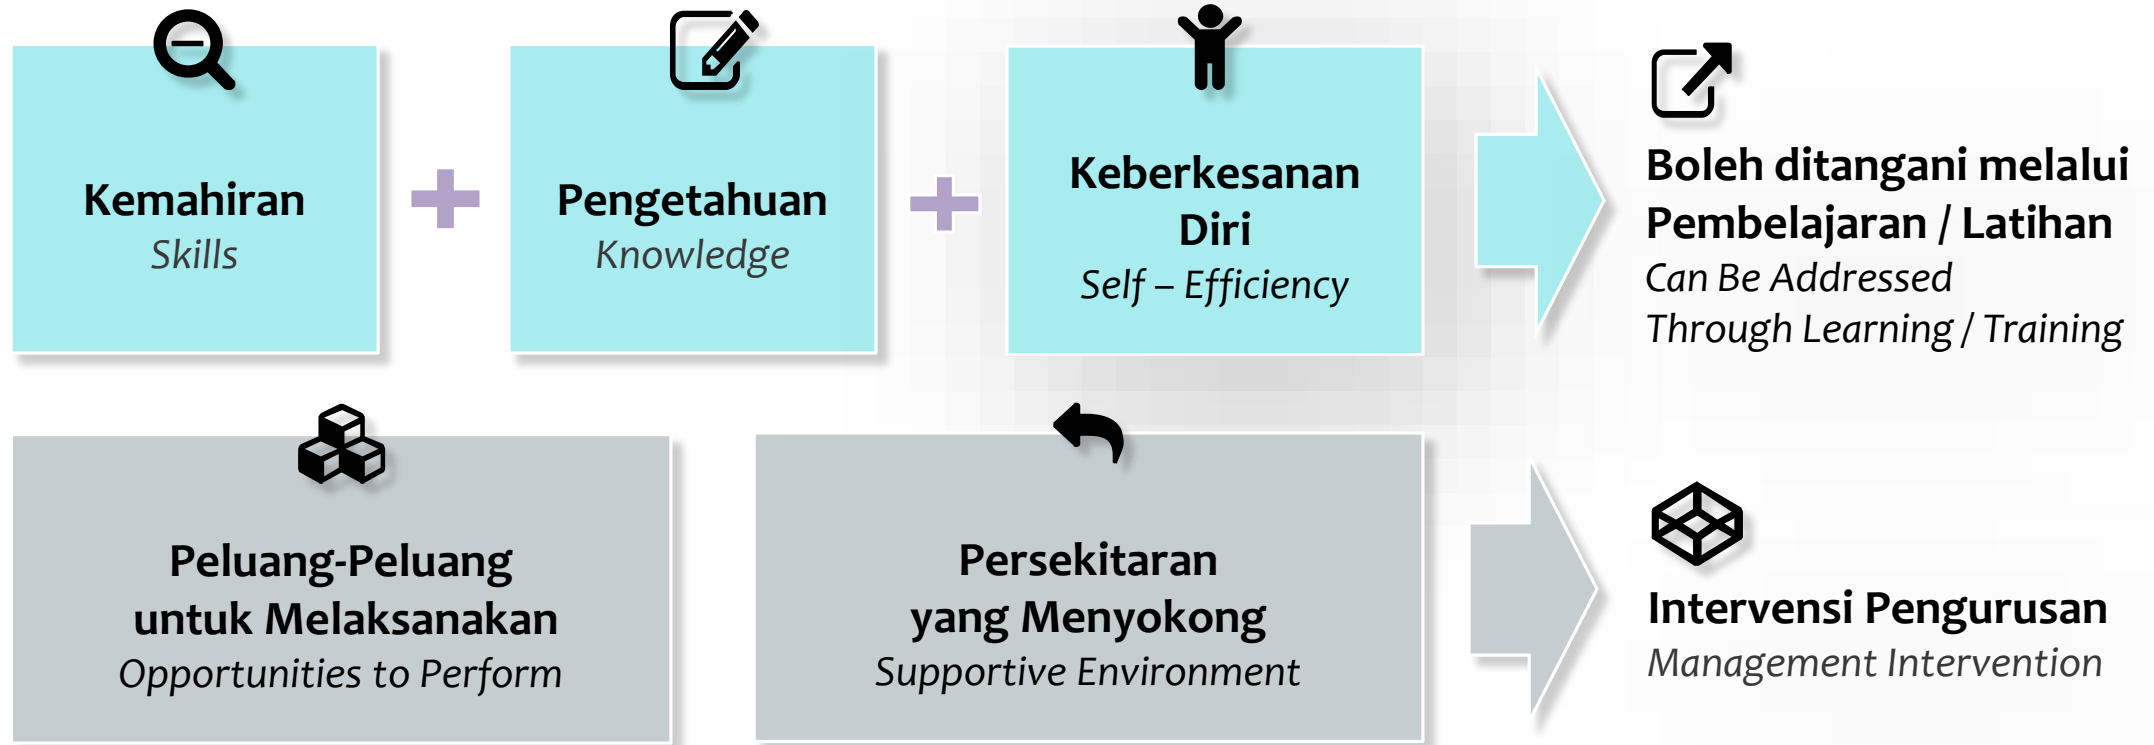 Kemahiran
Skills
Pengetahuan
Knowledge
Keberkesanan
Diri
Self – Efficiency
Boleh ditangani melalui
Pembelajaran / Latihan
Can Be Addressed
Through Learning / Training
Peluang-Peluang
untuk Melaksanakan
Opportunities to Perform
Persekitaran
yang Menyokong
Supportive Environment
Intervensi Pengurusan
Management Intervention